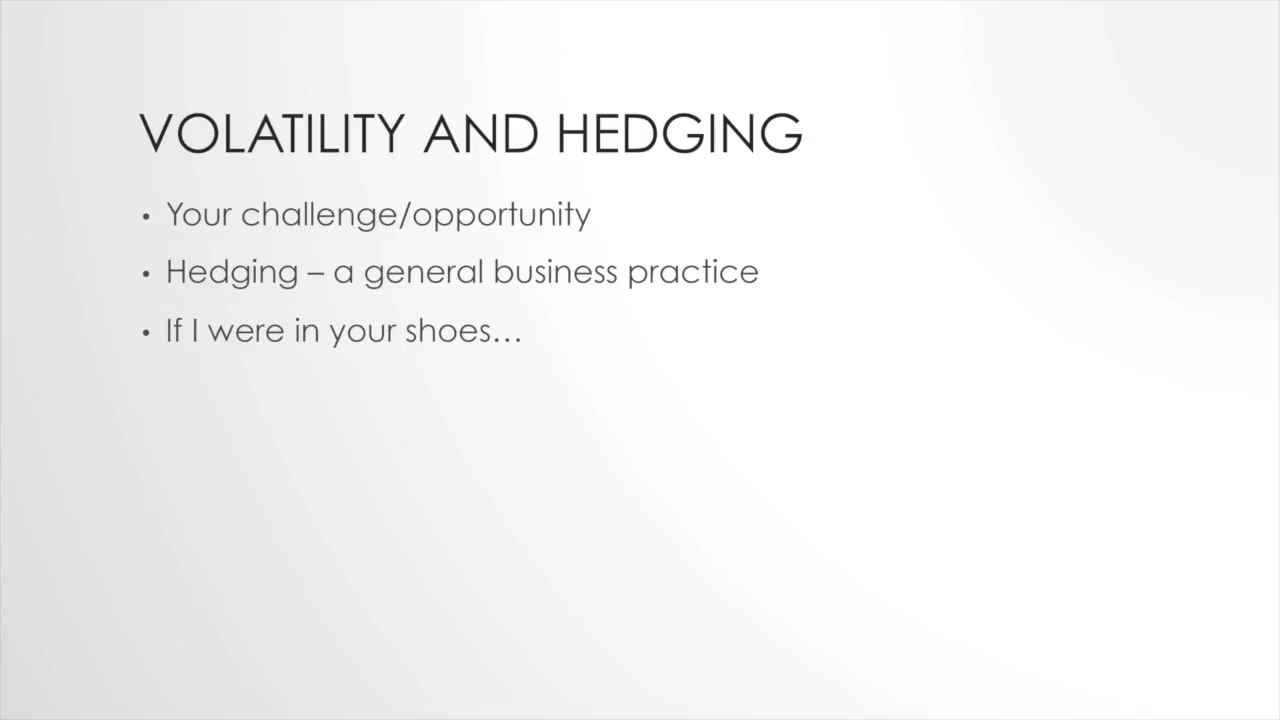 VOLATILITY AND HEDGING
• Your challenge/opportunity
• Hedging – a general business practice
• If I were in your shoes…